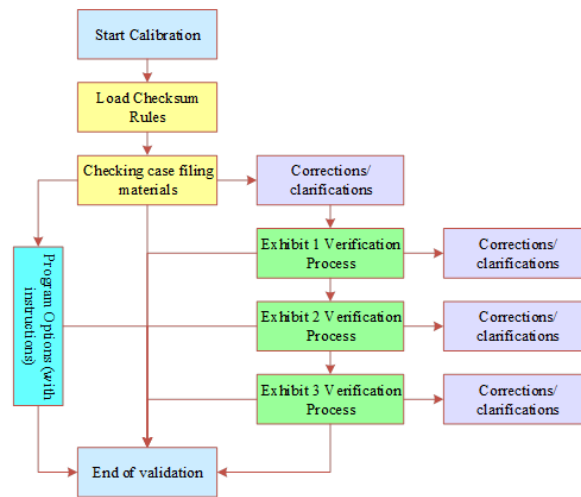 Start Calibration
Load Checksum
Rules
Checking case filing
materials
Corrections/
clarifications
Program Options (with
instructions)
Exhibit 1 Verification
Process
Corrections/
clarifications
Exhibit 2 Verification
Process
Corrections/
clarifications
Exhibit 3 Verification
Process
Corrections/
clarifications
End of validation